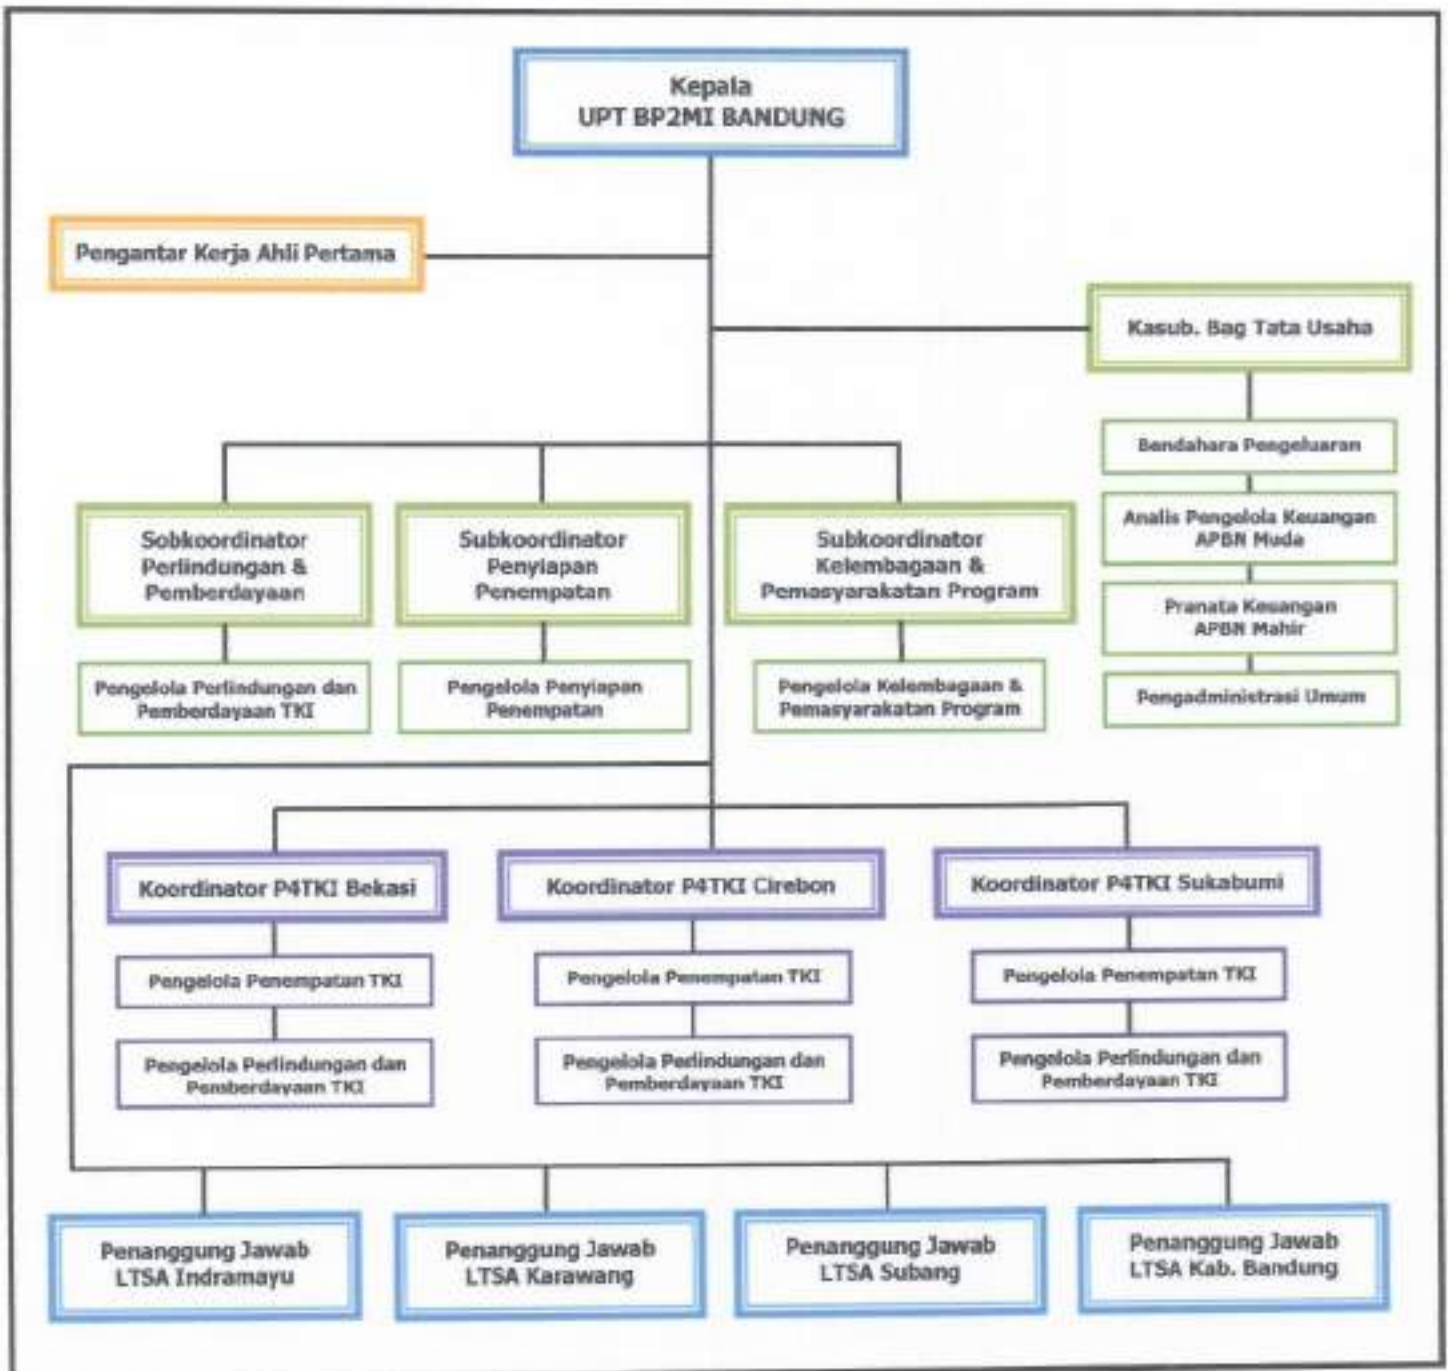 Kepala
UPT BP2MI BANDUNG
Pengantar Kerja Ahli Pertama
Kasub. Bag Tata Usaha
Bendahara Pengeluaran
Analis Pengelola Keuangan
APBN Muda
Pranata Keuangan
APBN Mahir
Pengadministrasi Umum
Sobkoordinator
Perlindungan &
Pemberdayaan
Subkoordinator
Penyiapan
Penempatan
Subkoordinator
Kelembagaan &
Pemasyarakatan Program
Pengelola Perlindungan dan
Pemberdayaan TKI
Pengelola Penyiapan
Penempatan
Pengelola Kelembagaan &
Pemasyarakatan Program
Koordinator P4TKI Bekasi
Koordinator P4TKI Cirebon
Koordinator P4TKI Sukabumi
Pengelola Penempatan TKI
Pengelola Penempatan TKI
Pengelola Penempatan TKI
Pengelola Perlindungan dan
Pemberdayaan TKI
Pengelola Perlindungan dan
Pemberdayaan TKI
Pengelola Perlindungan dan
Pemberdayaan TKI
Penanggung Jawab
LTSA Indramayu
Penanggung Jawab
LTSA Karawang
Penanggung Jawab
LTSA Subang
Penanggung Jawab
LTSA Kab. Bandung